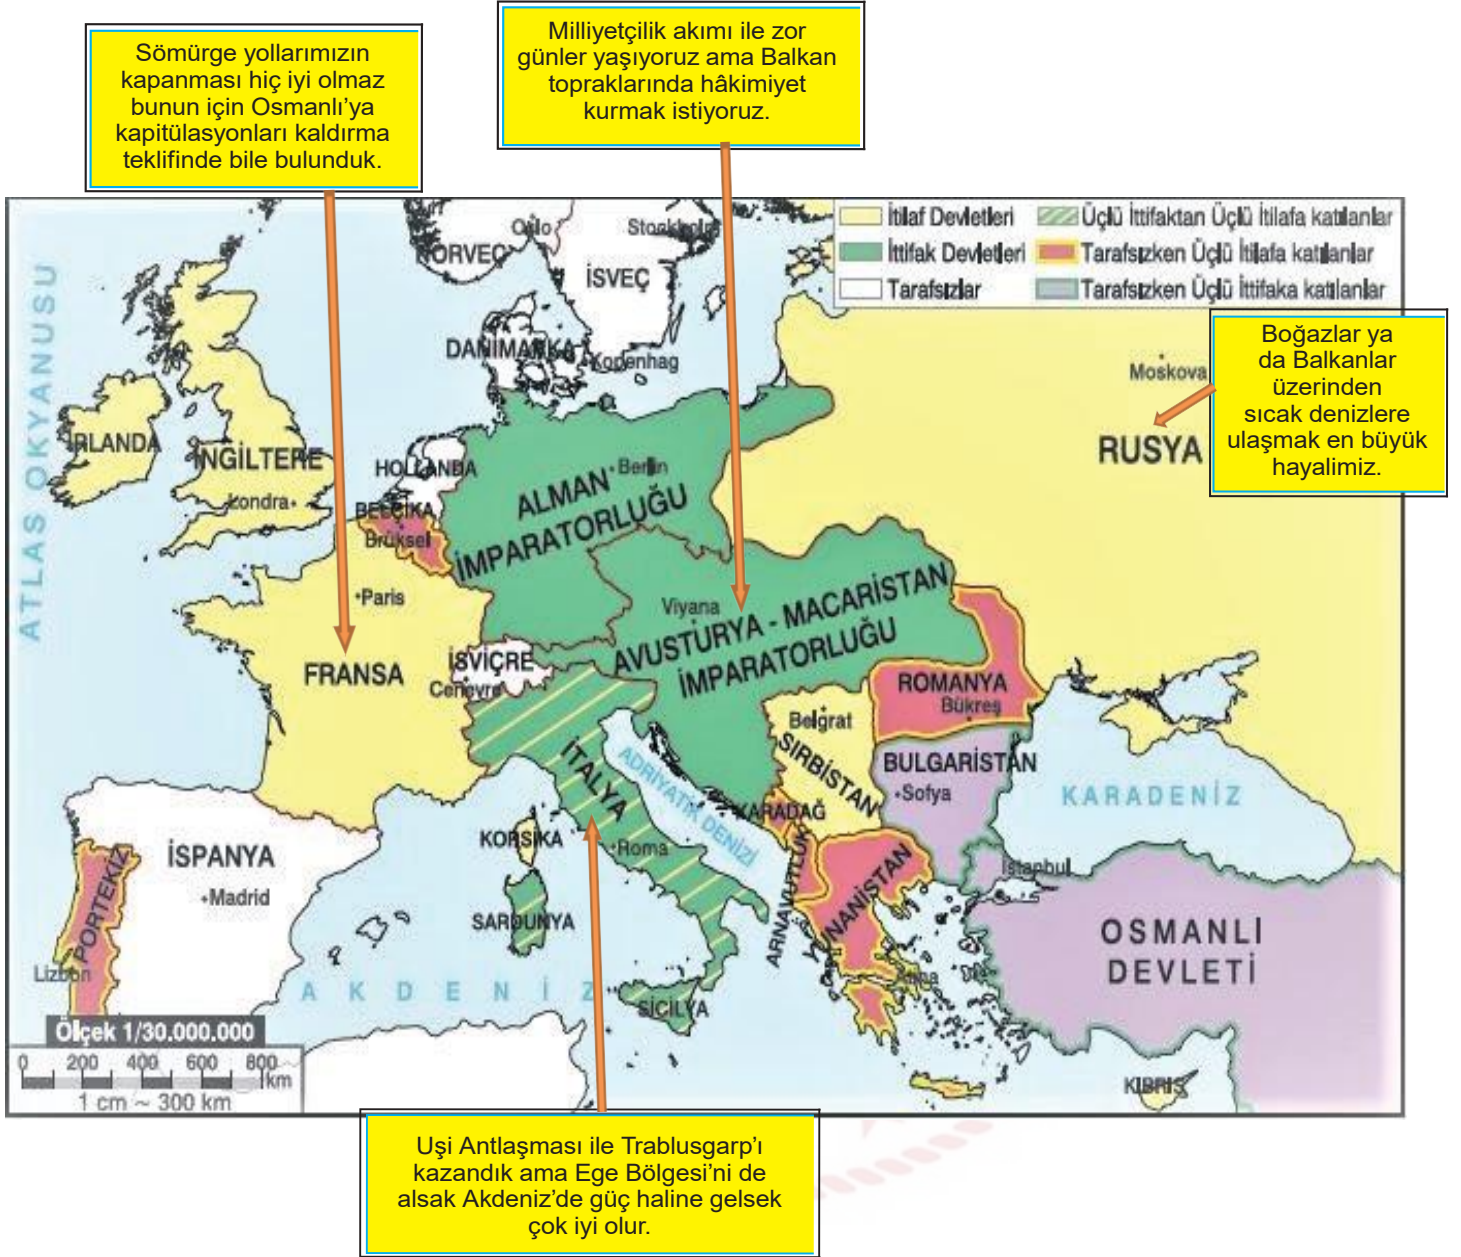 Sömürge yollarımızın
kapanması hiç iyi olmaz
bunun için Osmanlı’ya
kapitülasyonları kaldırma
teklifinde bile bulunduk.
Milliyetçilik akımı ile zor
günler yaşıyoruz ama Balkan
topraklarında hâkimiyet
kurmak istiyoruz.
İtilaf Devletleri
Üçlü İttifaktan Üçlü İtilafa katılanlar
İttifak Devletleri
Tarafsızken Üçlü İtilafa katılanlar
Tarafsızlar
Tarafsızken Üçlü İttifaka katılanlar
Boğazlar ya
da Balkanlar
üzerinden
sıcak denizlere
ulaşmak en büyük
hayalimiz.
ATLAS OKYANUSU
Oslo
Stockholm
NORVEÇ
İSVEÇ
DANİMARKA
Kopenhag
Moskova
RUSYA
İRLANDA
İNGİLTERE
Londra
HOLLANDA
BELÇİKA
Brüksel
Berlin
ALMAN
İMPARATORLUĞU
Paris
FRANSA
İSVİÇRE
Cenevre
Viyana
AVUSTURYA - MACARİSTAN
İMPARATORLUĞU
ROMANYA
Bükreş
Belgrat
SIRBİSTAN
BULGARİSTAN
Sofya
KARADENİZ
İTALYA
ADRİYATİK DENİZİ
KARADAĞ
KORSİKA
Roma
İSPANYA
Madrid
PORTEKİZ
Lizbon
SARDUNYA
ARNAVUTLUK
YUNANİSTAN
Atina
İstanbul
OSMANLI
DEVLETİ
AKDENİZ
SİCİLYA
KIBRIS
Ölçek 1/30.000.000
0 200 400 600 800
km
1 cm ~ 300 km
Uşi Antlaşması ile Trablusgarp’ı
kazandık ama Ege Bölgesi’ni de
alsak Akdeniz’de güç haline gelsek
çok iyi olur.